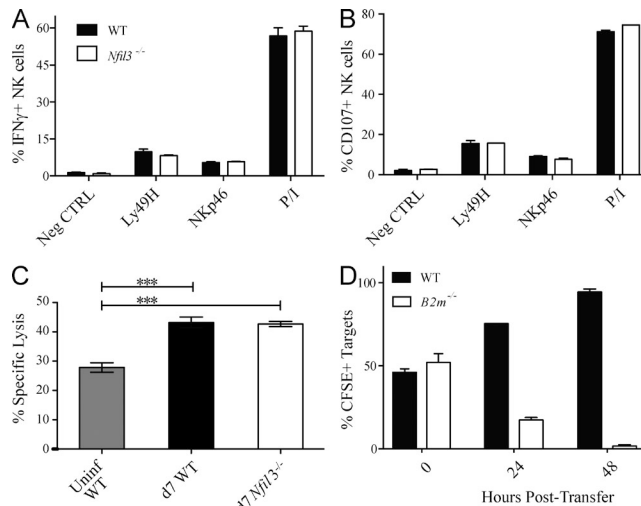 A
WT
Nfil3 -/-
% IFNγ+ NK cells
60
45
30
15
0
Neg CTRL
Ly49H
NKp46
P/I
B
% CD107+ NK cells
80
60
40
20
0
Neg CTRL
Ly49H
NKp46
P/I
C
***
***
% Specific Lysis
50
40
30
20
10
0
Uninf
WT
d7 WT
d7 Nfil3-/-
D
WT
B2m-/-
% CFSE+ Targets
100
50
0
0
24
48
Hours Post-Transfer